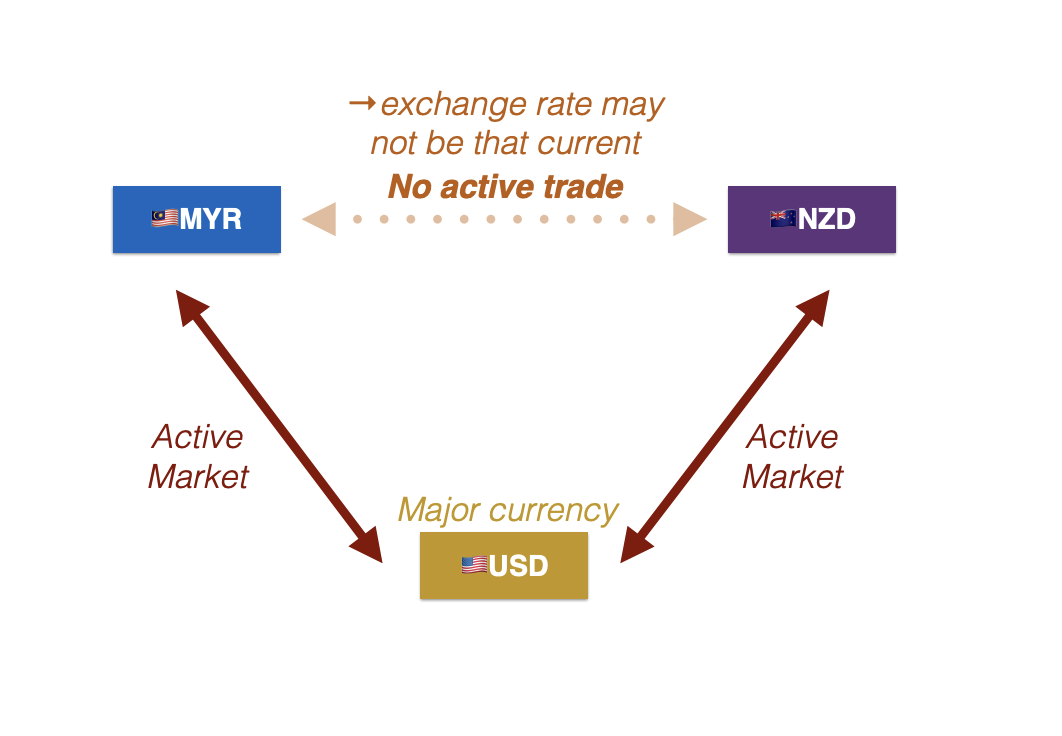 →exchange rate may
not be that current
No active trade
🇲🇾MYR
🇳🇿NZD
Active
Market
Active
Market
Major currency
🇺🇸USD